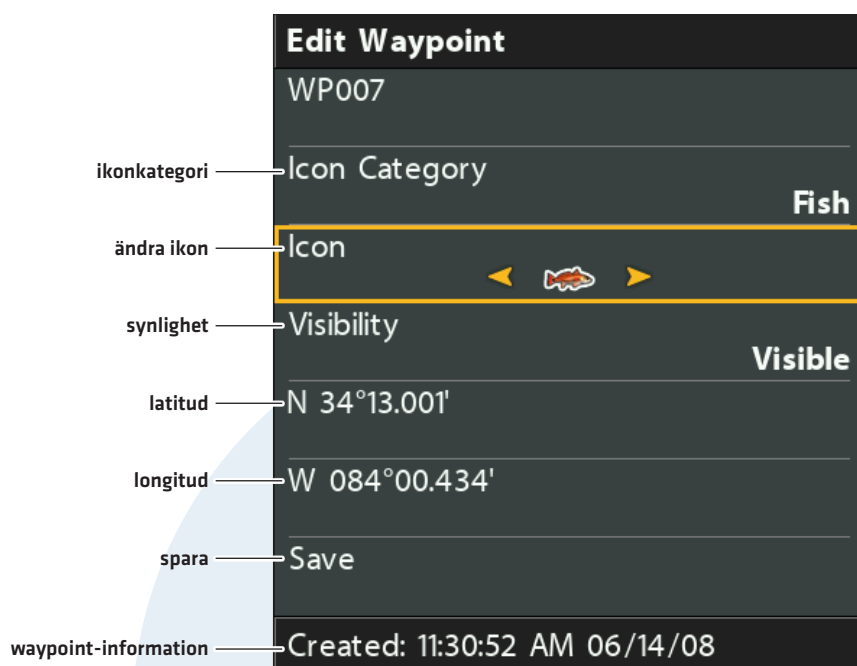 Edit Waypoint
WP007
ikonkategori
Icon Category
Fish
ändra ikon
Icon
synlighet
Visibility
Visible
latitud
N 34°13.001'
longitud
W 084°00.434'
spara
Save
waypoint-information
Created: 11:30:52 AM 06/14/08